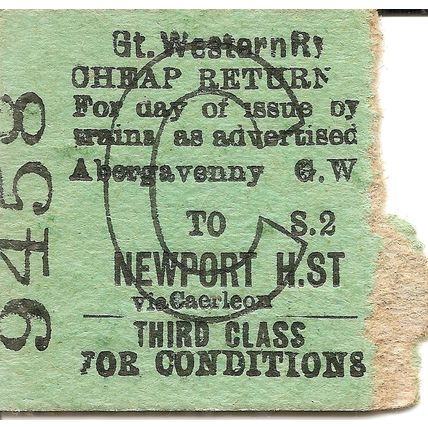 Gt. Western Ry
CHEAP RETURN
For day of issue by
trains as advertised
Abergavenny G.W
TO S.2
NEWPORT H.ST
via Caerleon
THIRD CLASS
FOR CONDITIONS
C
9458